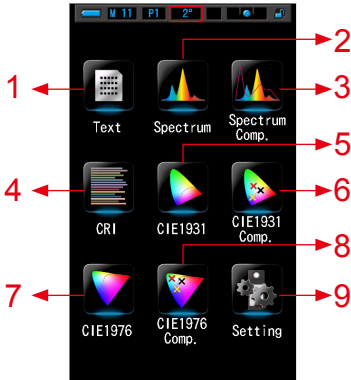 M 11 P1 2°
2
1 3
Text Spectrum Spectrum Comp.
5
4 6
CRI CIE1931 CIE1931 Comp.
8
7 9
CIE1976 CIE1976 Comp. Setting